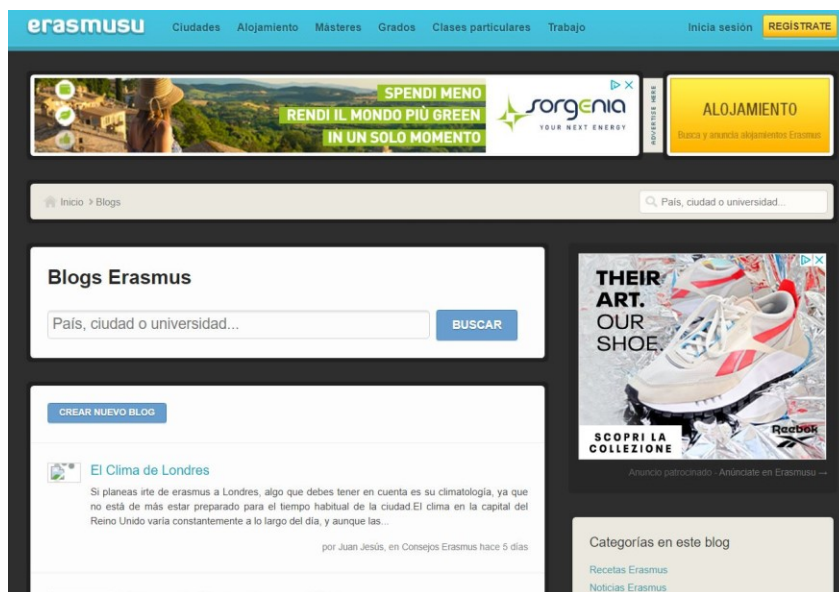 erasmusu
Ciudades Alojamiento Másteres Grados Clases particulares Trabajo
Inicia sesión REGÍSTRATE
SPENDI MENO
RENDI IL MONDO PIÙ GREEN
IN UN SOLO MOMENTO
sorgenia
YOUR NEXT ENERGY
ADVERTISE HERE
ALOJAMIENTO
Busca y anuncia alojamientos Erasmus
Inicio > Blogs
País, ciudad o universidad...
Blogs Erasmus
País, ciudad o universidad...
BUSCAR
THEIR
ART.
OUR
SHOE.
SCOPRI LA
COLLEZIONE
Reebok
Anuncio patrocinado - Anúnciate en Erasmusu →
CREAR NUEVO BLOG
El Clima de Londres
Si planeas irte de erasmus a Londres, algo que debes tener en cuenta es su climatología, ya que
no está de más estar preparado para el tiempo habitual de la ciudad.El clima en la capital del
Reino Unido varía constantemente a lo largo del día, y aunque las...
por Juan Jesús, en Consejos Erasmus hace 5 días
Categorías en este blog
Recetas Erasmus
Noticias Erasmus